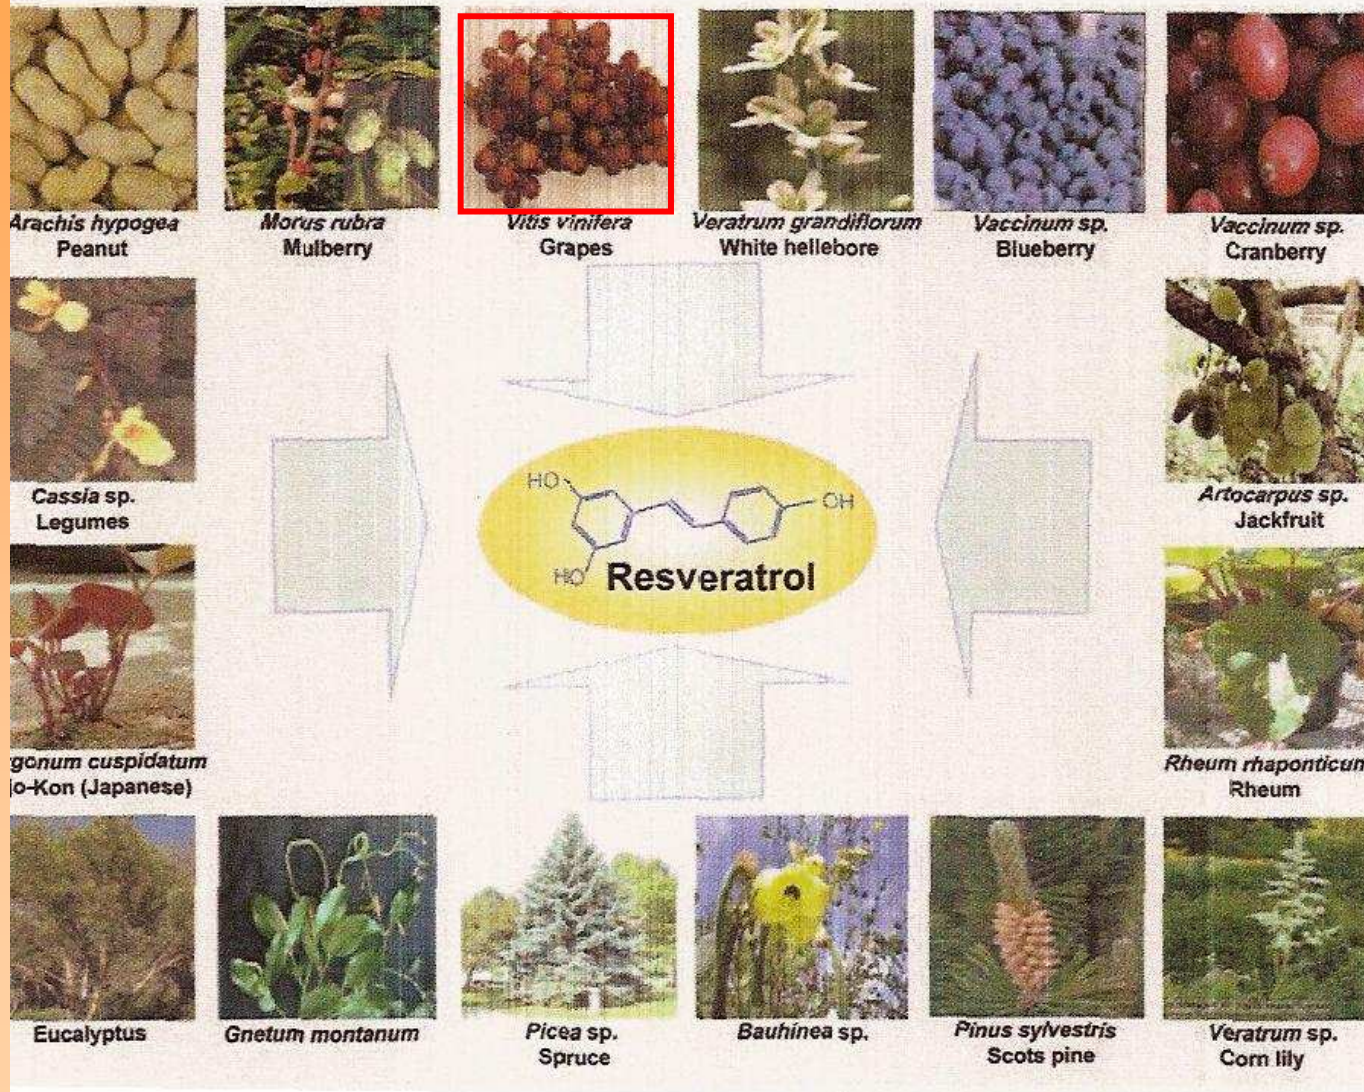 Arachis hypogea
Peanut
Morus rubra
Mulberry
Vitis vinifera
Grapes
Veratrum grandiflorum
White hellebore
Vaccinum sp.
Blueberry
Vaccinum sp.
Cranberry
Cassia sp.
Legumes
Artocarpus sp.
Jackfruit
HO
OH
HO
Resveratrol
gonum cuspidatum
o-Kon (Japanese)
Rheum rhaponticum
Rheum
Eucalyptus
Gnetum montanum
Picea sp.
Spruce
Bauhinea sp.
Pinus sylvestris
Scots pine
Veratrum sp.
Corn lily